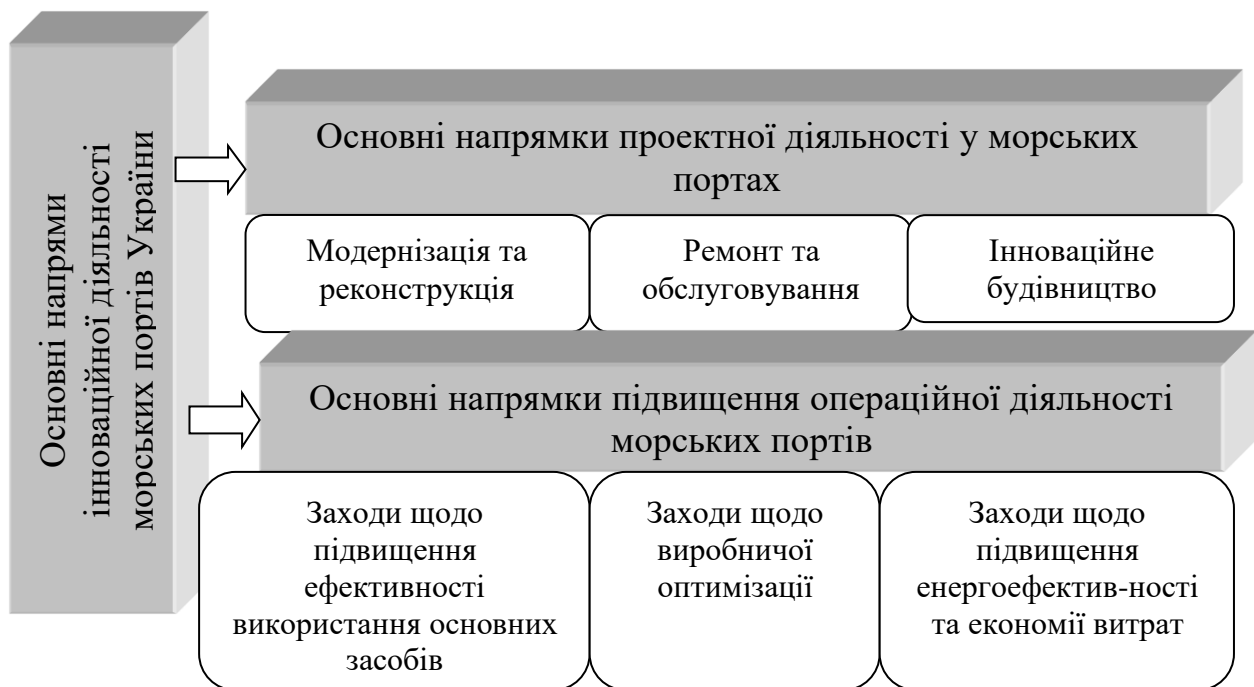 Основні напрями
інноваційної діяльності
морських портів України
Основні напрямки проектної діяльності у морських
портах
Модернізація та
реконструкція
Ремонт та
обслуговування
Інноваційне
будівництво
Основні напрямки підвищення операційної діяльності
морських портів
Заходи щодо
підвищення
ефективності
використання основних
засобів
Заходи щодо
виробничої
оптимізації
Заходи щодо
підвищення
енергоефектив-ності
та економії витрат